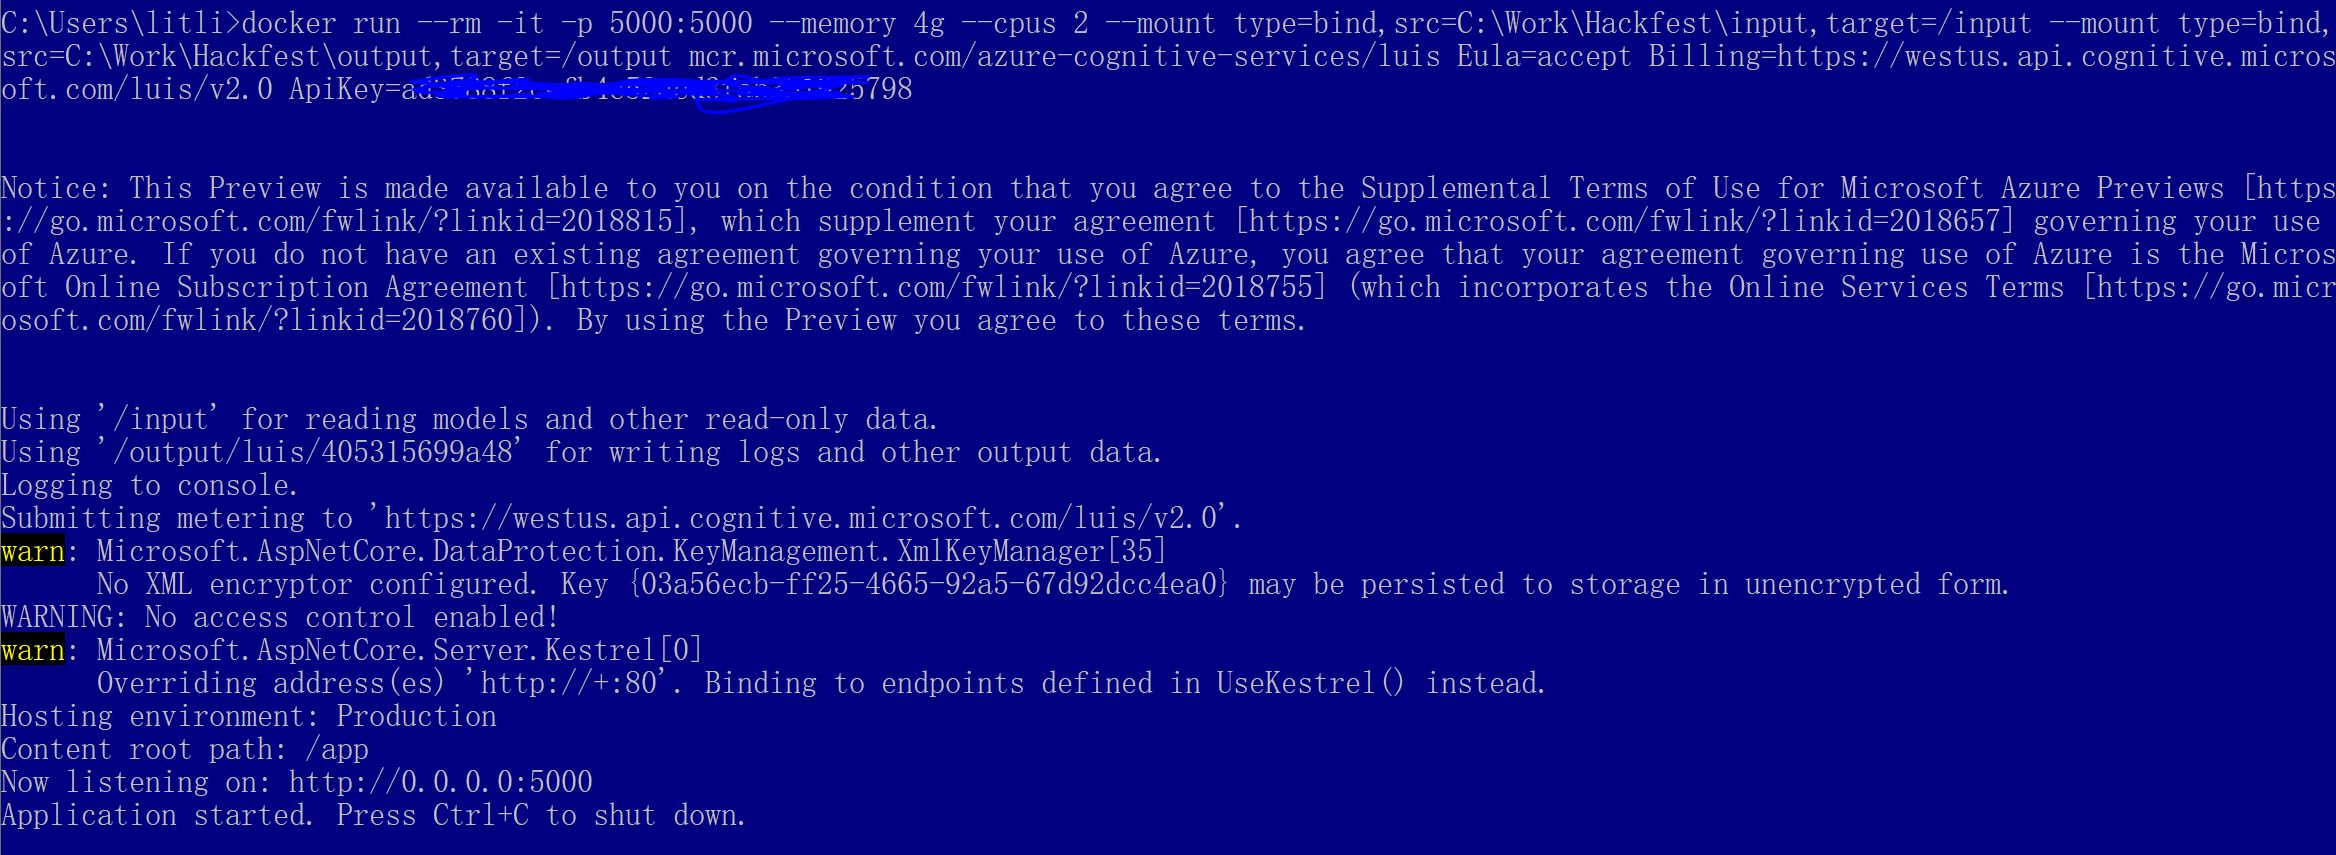 C:\Users\litli>docker run --rm -it -p 5000:5000 --memory 4g --cpus 2 --mount type=bind,src=C:\Work\Hackfest\input,target=/input --mount type=bind,
src=C:\Work\Hackfest\output,target=/output mcr.microsoft.com/azure-cognitive-services/luis Eula=accept Billing=https://westus.api.cognitive.micros
oft.com/luis/v2.0 ApiKey=
Notice: This Preview is made available to you on the condition that you agree to the Supplemental Terms of Use for Microsoft Azure Previews [https
://go.microsoft.com/fwlink/?linkid=2018815], which supplement your agreement [https://go.microsoft.com/fwlink/?linkid=2018657] governing your use
of Azure. If you do not have an existing agreement governing your use of Azure, you agree that your agreement governing use of Azure is the Micros
oft Online Subscription Agreement [https://go.microsoft.com/fwlink/?linkid=2018755] (which incorporates the Online Services Terms [https://go.micr
osoft.com/fwlink/?linkid=2018760]). By using the Preview you agree to these terms.
Using '/input' for reading models and other read-only data.
Using '/output/luis/405315699a48' for writing logs and other output data.
Logging to console.
Submitting metering to 'https://westus.api.cognitive.microsoft.com/luis/v2.0'.
warn: Microsoft.AspNetCore.DataProtection.KeyManagement.XmlKeyManager[35]
No XML encryptor configured. Key {03a56ecb-ff25-4665-92a5-67d92dcc4ea0} may be persisted to storage in unencrypted form.
WARNING: No access control enabled!
warn: Microsoft.AspNetCore.Server.Kestrel[0]
Overriding address(es) 'http://+:80'. Binding to endpoints defined in UseKestrel() instead.
Hosting environment: Production
Content root path: /app
Now listening on: http://0.0.0.0:5000
Application started. Press Ctrl+C to shut down.